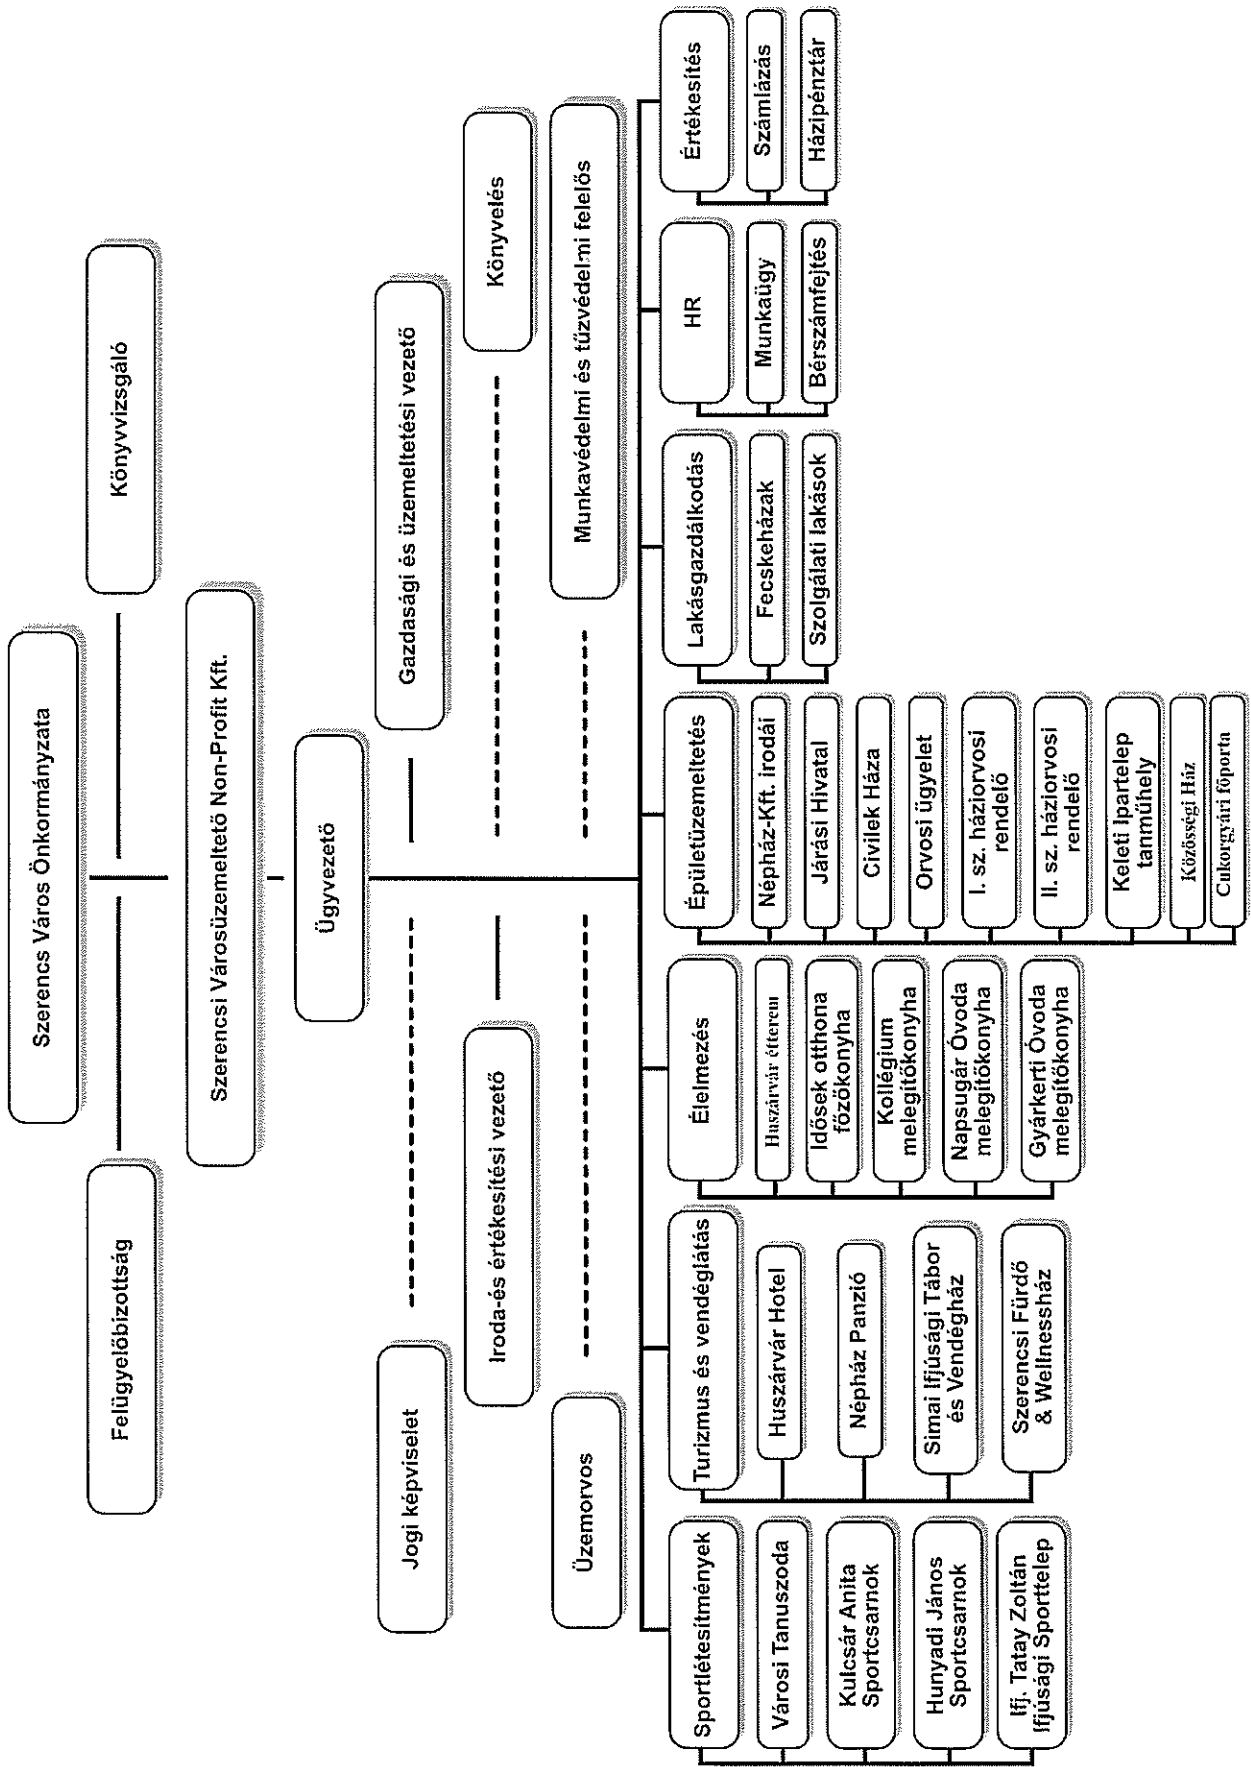 Szerencs Város Önkormányzata
Felügyelőbizottság
Könyvvizsgáló
Szerencsi Városüzemeltető Non-Profit Kft.
Ügyvezető
Jogi képviselet
Gazdasági és üzemeltetési vezető
Iroda-és értékesítési vezető
Könyvelés
Üzemorvos
Munkavédelmi és tűzvédelmi felelős
Sportlétesítmények
Városi Tanuszoda
Kulcsár Anita
Sportcsarnok
Hunyadi János
Sportcsarnok
Ifj. Tatay Zoltán
Ifjúsági Sporttelep
Turizmus és vendéglátás
Huszárvár Hotel
Népház Panzió
Simai Ifjúsági Tábor
és Vendégház
Szerencsi Fürdő
& Wellnessház
Élelmezés
Huszárvár étterem
Idősek otthona
főzőkonyha
Kollégium
melegítőkonyha
Napsugár Óvoda
melegítőkonyha
Gyárkerti Óvoda
melegítőkonyha
Épületüzemeltetés
Népház-Kft. irodái
Járási Hivatal
Civilek Háza
Orvosi ügyelet
I. sz. háziorvosi
rendelő
II. sz. háziorvosi
rendelő
Keleti Ipartelep
tanműhely
Közösségi Ház
Cukorgyári főporta
Lakásgazdálkodás
Fecskeházak
Szolgálati lakások
HR
Munkaügy
Bérszámfejtés
Értékesítés
Számlázás
Házipénztár